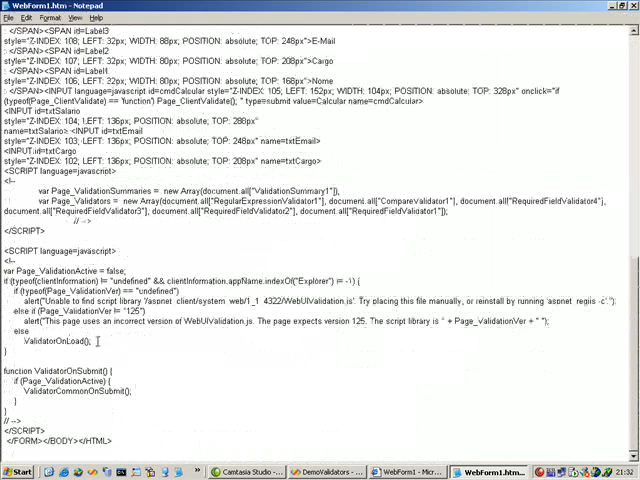 WebForm1.htm - Notepad
File Edit Format View Help
: </SPAN><SPAN id=Label3
style="Z-INDEX: 108; LEFT: 32px; WIDTH: 88px; POSITION: absolute; TOP: 248px">E-Mail
: </SPAN><SPAN id=Label2
style="Z-INDEX: 107; LEFT: 32px; WIDTH: 80px; POSITION: absolute; TOP: 208px">Cargo
: </SPAN><SPAN id=Label1
style="Z-INDEX: 106; LEFT: 32px; WIDTH: 80px; POSITION: absolute; TOP: 168px">Nome
: </SPAN><INPUT language=javascript id=cmdCalcular style="Z-INDEX: 105; LEFT: 152px; WIDTH: 104px; POSITION: absolute; TOP: 328px" onclick="if
(typeof(Page_ClientValidate) == 'function') Page_ClientValidate(); " type=submit value=Calcular name=cmdCalcular>
<INPUT id=txtSalario
style="Z-INDEX: 104; LEFT: 136px; POSITION: absolute; TOP: 288px"
name=txtSalario> <INPUT id=txtEmail
style="Z-INDEX: 103; LEFT: 136px; POSITION: absolute; TOP: 248px" name=txtEmail>
<INPUT id=txtCargo
style="Z-INDEX: 102; LEFT: 136px; POSITION: absolute; TOP: 208px" name=txtCargo>
<SCRIPT language=javascript>
<!--
var Page_ValidationSummaries = new Array(document.all["ValidationSummary1"]),
var Page_Validators = new Array(document.all["RegularExpressionValidator1"], document.all["CompareValidator1"], document.all["RequiredFieldValidator4"],
document.all["RequiredFieldValidator3"], document.all["RequiredFieldValidator2"], document.all["RequiredFieldValidator1"]);
// -->
</SCRIPT>
<SCRIPT language=javascript>
<!--
var Page_ValidationActive = false;
if (typeof(clientInformation) != "undefined" && clientInformation.appName.indexOf("Explorer") != -1) {
if (typeof(Page_ValidationVer) == "undefined")
alert("Unable to find script library '/aspnet_client/system_web/1_1_4322/WebUIValidation.js'. Try placing this file manually, or reinstall by running 'aspnet_regiis -c'.");
else if (Page_ValidationVer != "125")
alert("This page uses an incorrect version of WebUIValidation.js. The page expects version 125. The script library is " + Page_ValidationVer + ".");
else
ValidatorOnLoad();
}
function ValidatorOnSubmit() {
if (Page_ValidationActive) {
ValidatorCommonOnSubmit();
}
}
// -->
</SCRIPT>
</FORM></BODY></HTML>
Start
»
Camtasia Studio -...
DemoValidators -...
WebForm1 - Micr...
WebForm1.htm...
21:32